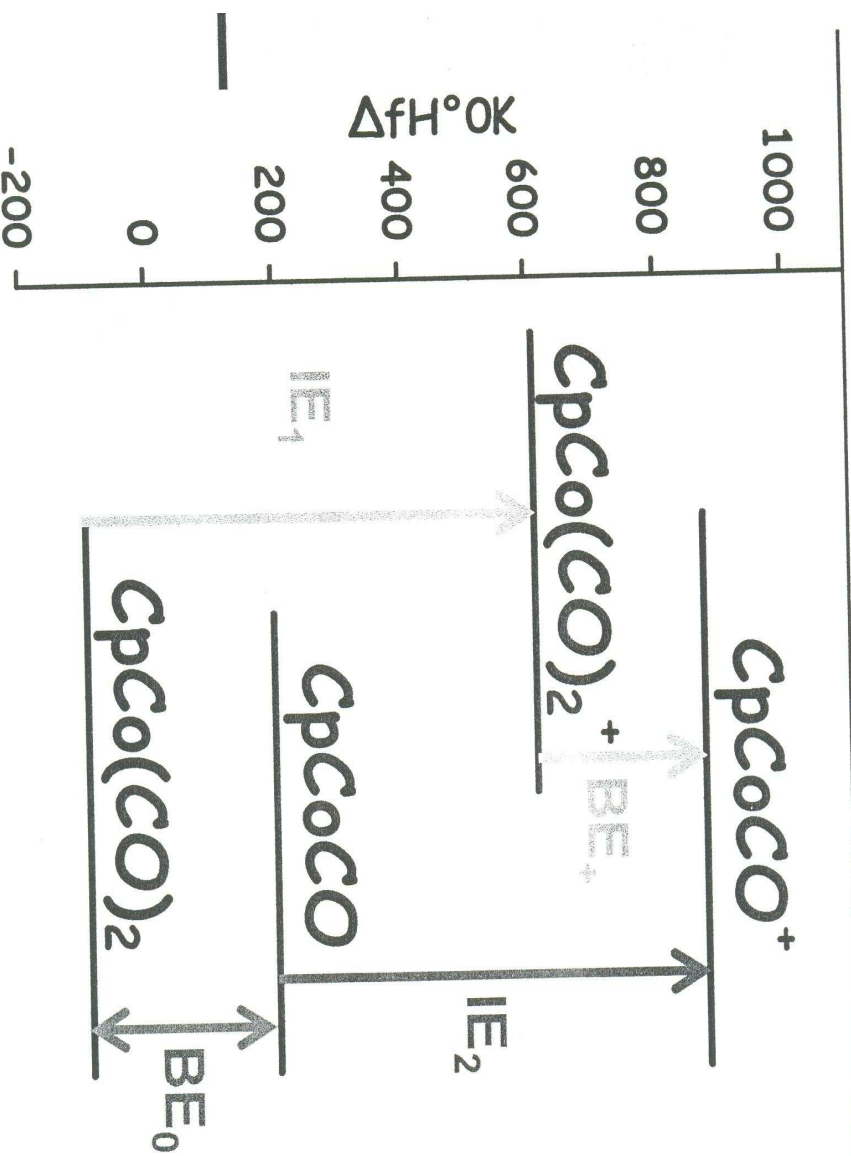 ΔfH°0K
1000
800
600
400
200
0
-200
CpCoCO⁺
CpCo(CO)₂⁺
BE₊
IE₁
IE₂
CpCoCO
CpCo(CO)₂
BE₀